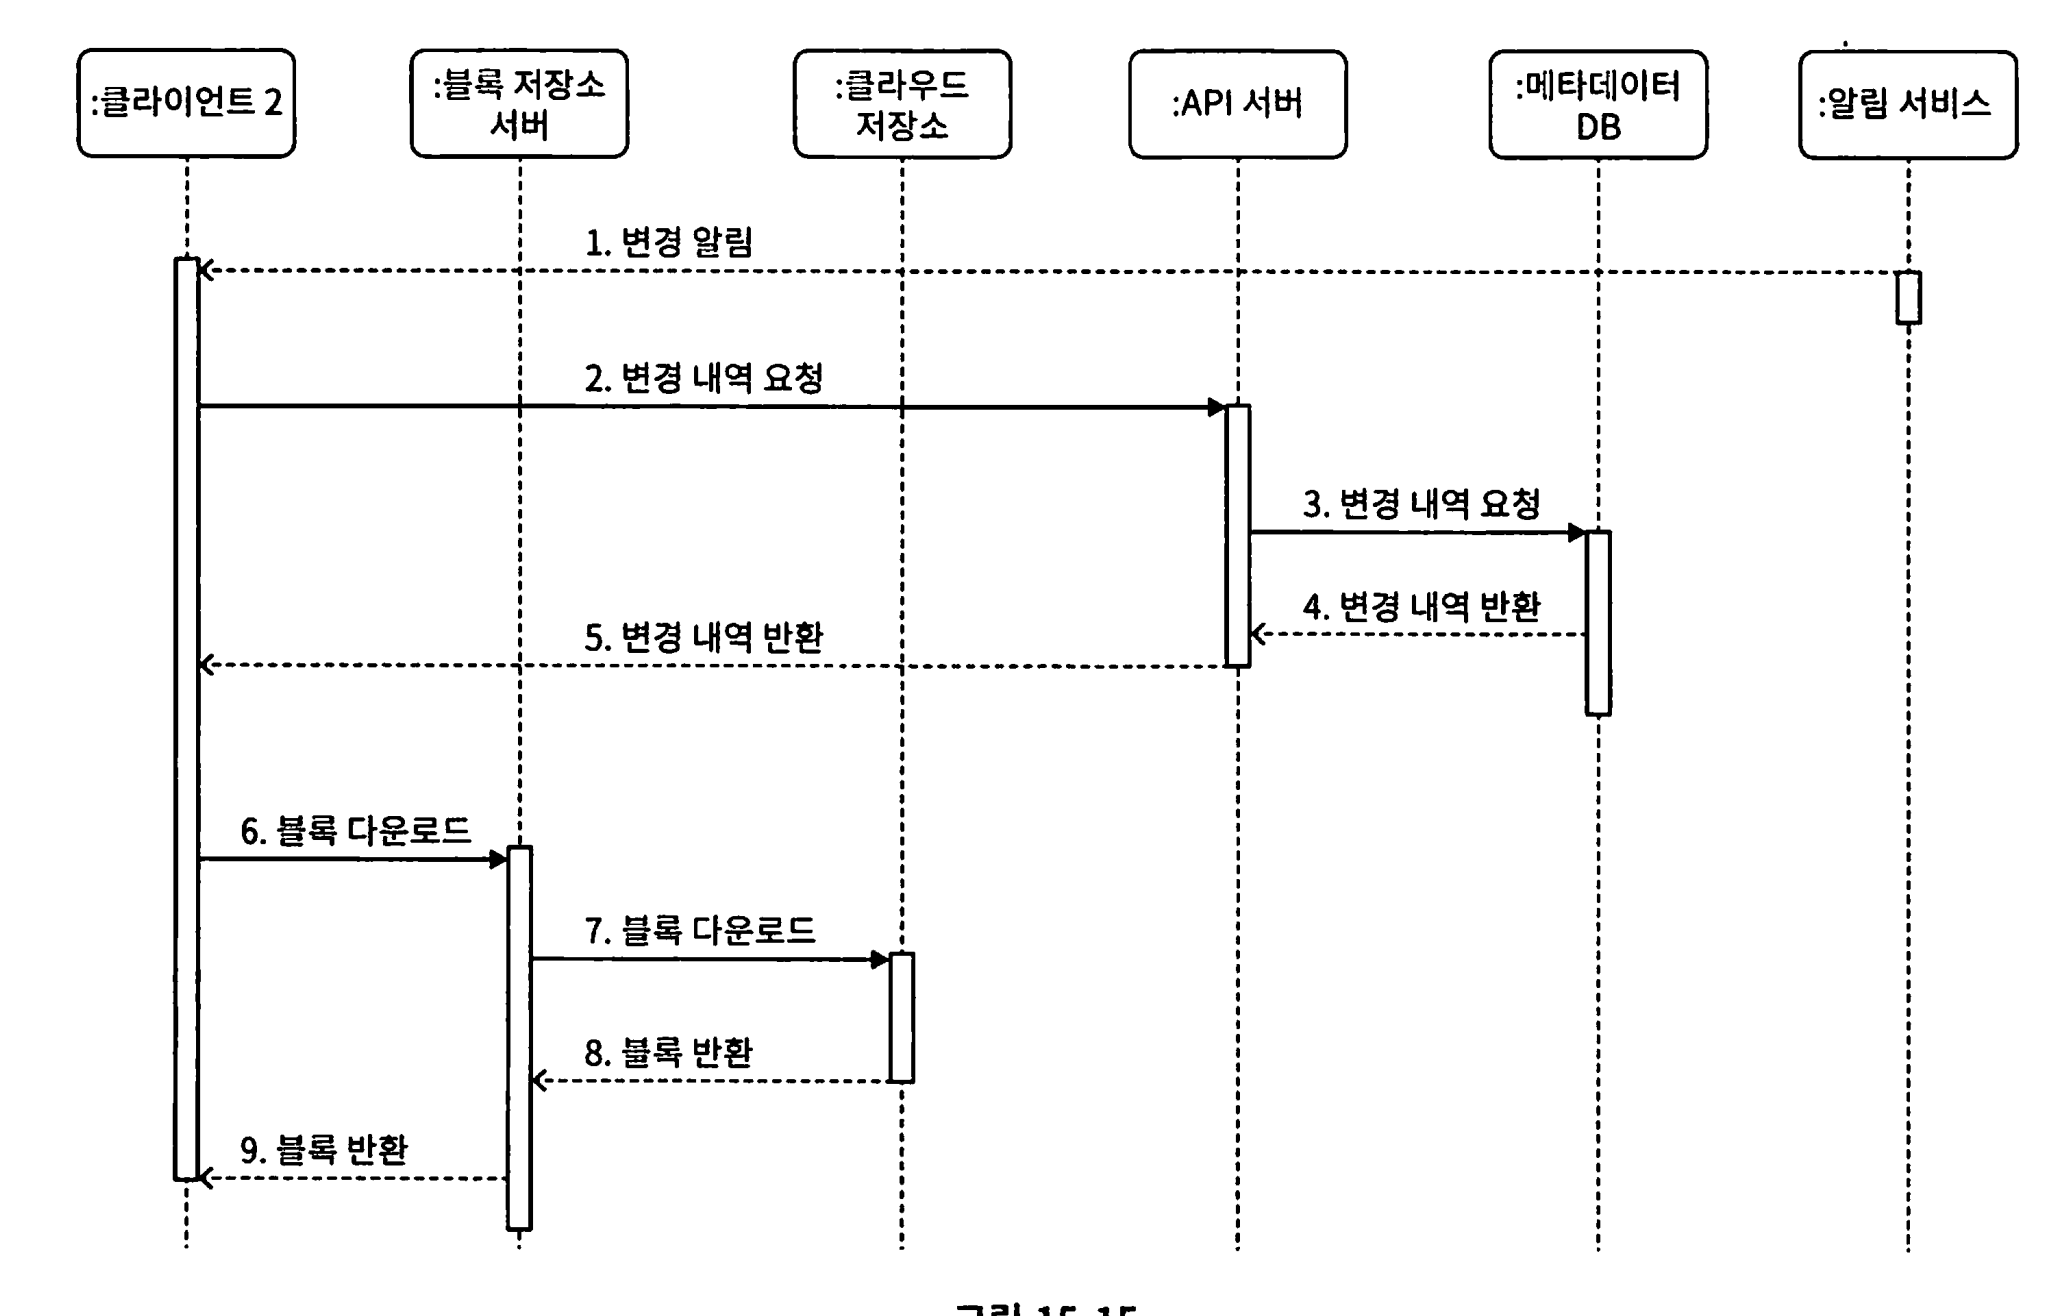 :클라이언트 2
:블록 저장소
서버
:클라우드
저장소
:API 서버
:메타데이터
DB
:알림 서비스
1. 변경 알림
2. 변경 내역 요청
3. 변경 내역 요청
4. 변경 내역 반환
5. 변경 내역 반환
6. 블록 다운로드
7. 블록 다운로드
8. 블록 반환
9. 블록 반환
그림 15-15